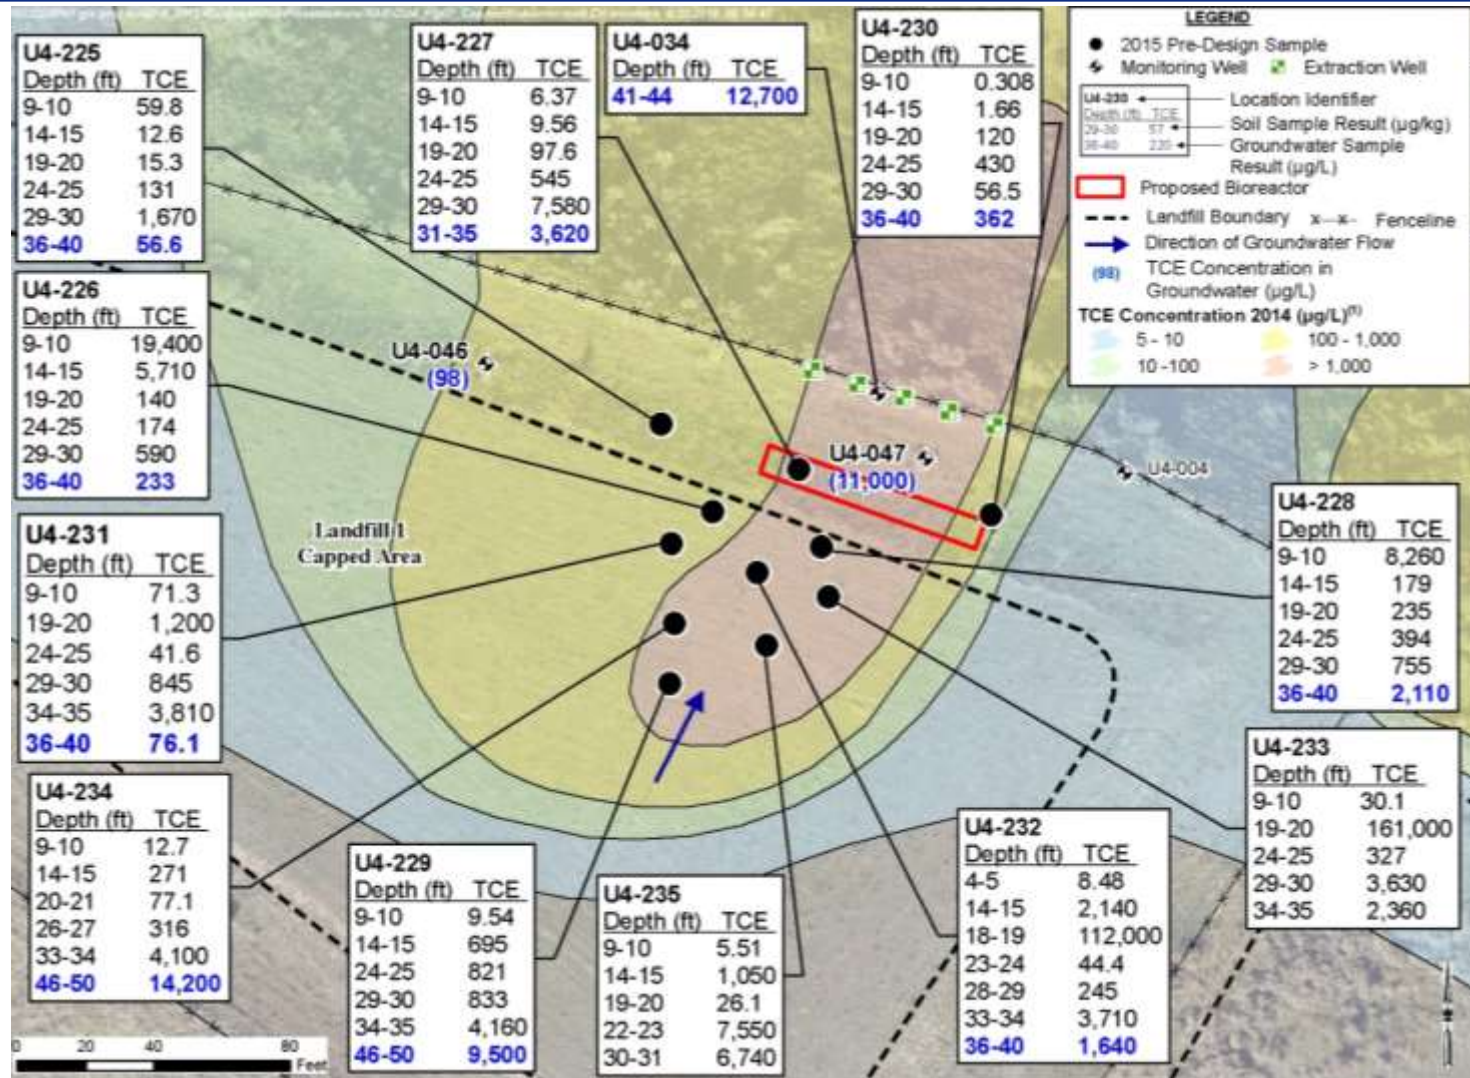 U4-225
Depth (ft) TCE
9-10 59.8
14-15 12.6
19-20 15.3
24-25 131
29-30 1,670
36-40 56.6
U4-227
Depth (ft) TCE
9-10 6.37
14-15 9.56
19-20 97.6
24-25 545
29-30 7,580
31-35 3,620
U4-034
Depth (ft) TCE
41-44 12,700
U4-230
Depth (ft) TCE
9-10 0.308
14-15 1.66
19-20 120
24-25 430
29-30 56.5
36-40 362
LEGEND
2015 Pre-Design Sample
Monitoring Well Extraction Well
U4-230
Depth (ft) TCE
29-30 57
36-40 220
Location Identifier
Soil Sample Result (µg/kg)
Groundwater Sample
Result (µg/L)
Proposed Bioreactor
Landfill Boundary x—x- Fenceline
Direction of Groundwater Flow
(98) TCE Concentration in
Groundwater (µg/L)
TCE Concentration 2014 (µg/L)(1)
5 - 10 100 - 1,000
10 -100 > 1,000
U4-226
Depth (ft) TCE
9-10 19,400
14-15 5,710
19-20 140
24-25 174
29-30 590
36-40 233
U4-046
(98)
U4-047
(11,000)
U4-004
Landfill 1
Capped Area
U4-231
Depth (ft) TCE
9-10 71.3
19-20 1,200
24-25 41.6
29-30 845
34-35 3,810
36-40 76.1
U4-228
Depth (ft) TCE
9-10 8,260
14-15 179
19-20 235
24-25 394
29-30 755
36-40 2,110
U4-233
Depth (ft) TCE
9-10 30.1
19-20 161,000
24-25 327
29-30 3,630
34-35 2,360
U4-234
Depth (ft) TCE
9-10 12.7
14-15 271
20-21 77.1
26-27 316
33-34 4,100
46-50 14,200
U4-229
Depth (ft) TCE
9-10 9.54
14-15 695
24-25 821
29-30 833
34-35 4,160
46-50 9,500
U4-235
Depth (ft) TCE
9-10 5.51
14-15 1,050
19-20 26.1
22-23 7,550
30-31 6,740
U4-232
Depth (ft) TCE
4-5 8.48
14-15 2,140
18-19 112,000
23-24 44.4
28-29 245
33-34 3,710
36-40 1,640
0 20 40 80
Feet